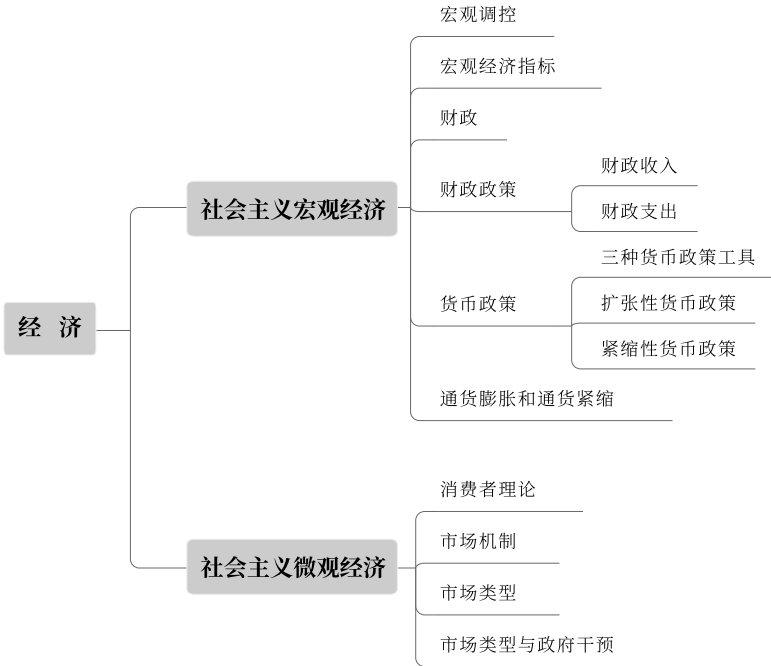 经 济
社会主义宏观经济
宏观调控
宏观经济指标
财政
财政政策
财政收入
财政支出
货币政策
三种货币政策工具
扩张性货币政策
紧缩性货币政策
通货膨胀和通货紧缩
社会主义微观经济
消费者理论
市场机制
市场类型
市场类型与政府干预